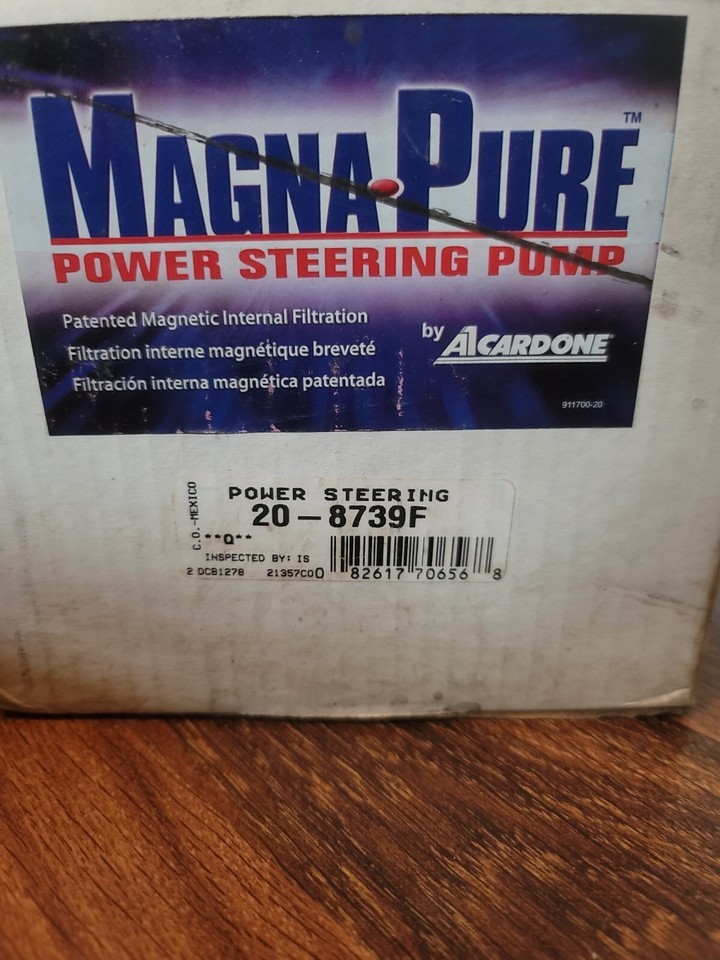 MAGNA PURE™
POWER STEERING PUMP
Patented Magnetic Internal Filtration
Filtration interne magnétique breveté
Filtración interna magnética patentada
by A1 CARDONE®
911700-20
C.O.-MEXICO
POWER STEERING
20-8739F
**Q**
INSPECTED BY: IS
2 DCB1278 21357C0
0 82617 70656 8